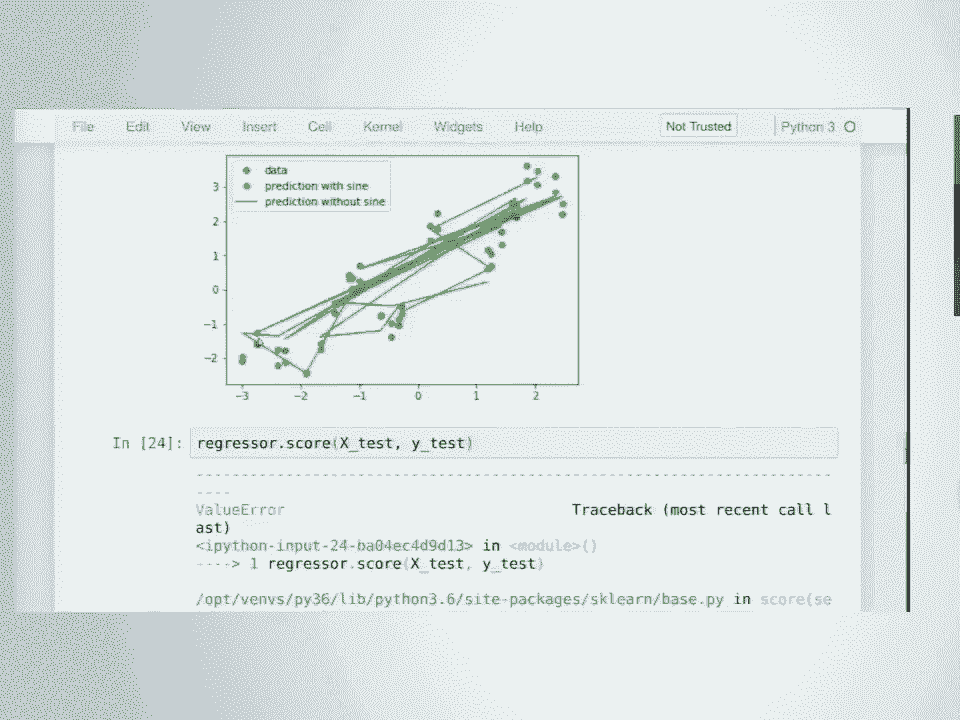 File Edit View Insert Cell Kernel Widgets Help Not Trusted Python 3
data
prediction with sine
prediction without sine
3
2
1
0
−1
−2
−3 −2 −1 0 1 2
In [24]: regressor.score(X_test, y_test)
--------------------------------------------------------------------------
----
ValueError Traceback (most recent call l
ast)
<ipython-input-24-ba04ec4d9d13> in <module>()
----> 1 regressor.score(X_test, y_test)
/opt/venvs/py36/lib/python3.6/site-packages/sklearn/base.py in score(se